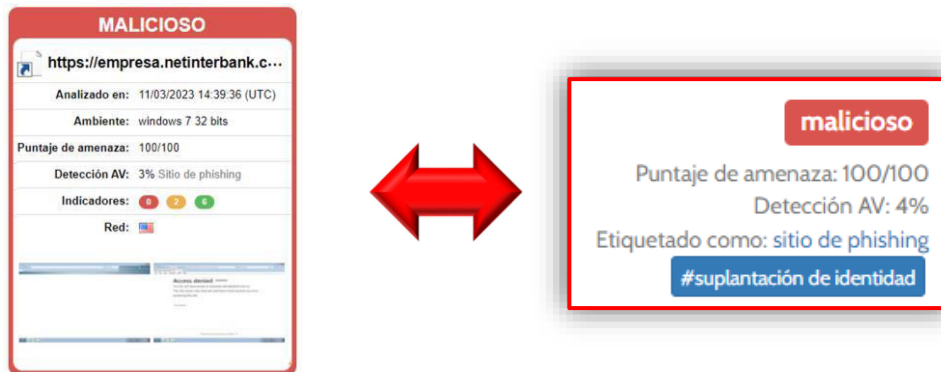 MALICIOSO
https://empresa.netinterbank.c...
Analizado en: 11/03/2023 14:39:36 (UTC)
Ambiente: windows 7 32 bits
Puntaje de amenaza: 100/100
Detección AV: 3% Sitio de phishing
Indicadores: 0 2 6
Red:
Access denied
malicioso
Puntaje de amenaza: 100/100
Detección AV: 4%
Etiquetado como: sitio de phishing
#suplantación de identidad